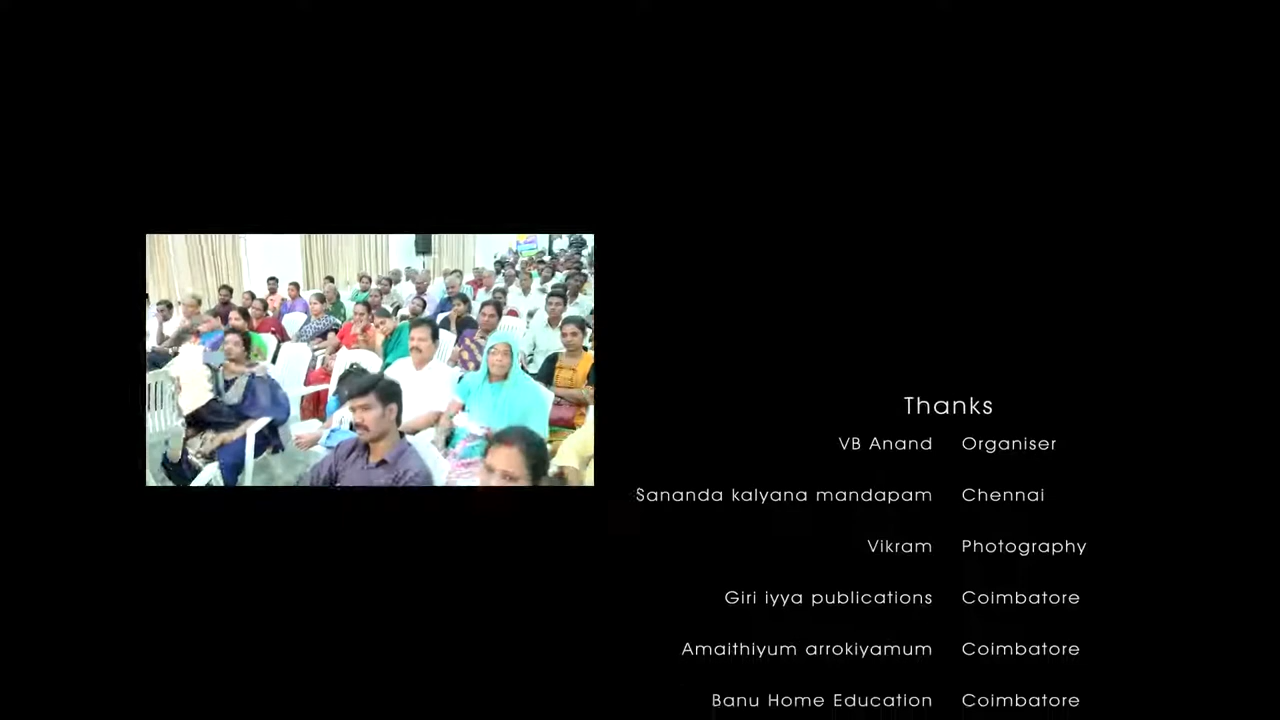 Thanks
VB Anand Organiser
Sananda kalyana mandapam Chennai
Vikram Photography
Giri iyya publications Coimbatore
Amaithiyum arrokiyamum Coimbatore
Banu Home Education Coimbatore